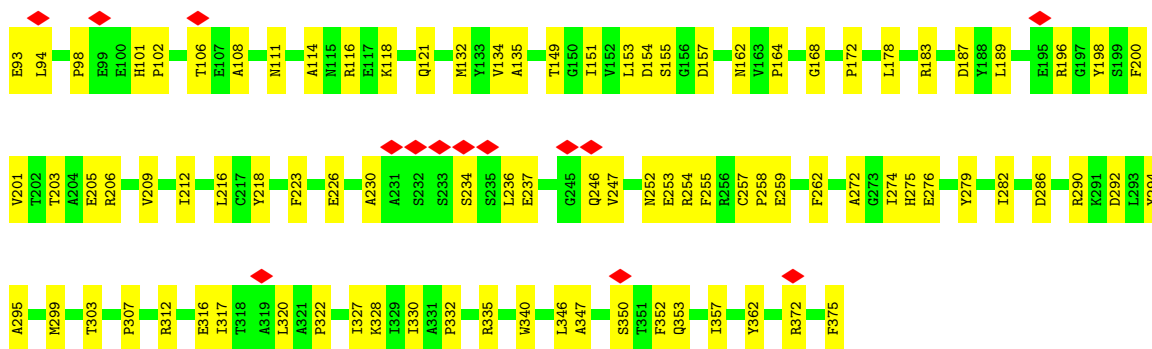 E93 L94 P98 E99 E100 H101 P102 T106 E107 A108 N111 A114 N115 R116 E117 K118 Q121 M132 Y133 V134 A135 T149 G150 I151 V152 L153 D154 S155 G156 D157 N162 V163 P164 G168 P172 L178 R183 D187 Y188 L189 E195 R196 G197 Y198 S199 F200
V201 T202 T203 A204 E205 R206 V209 I212 L216 C217 Y218 F223 E226 A230 A231 S232 S233 S234 S235 L236 E237 G245 Q246 V247 N252 E253 R254 F255 R256 C257 P258 E259 F262 A272 G273 I274 H275 E276 Y279 I282 D286 R290 K291 D292 L293 Y294
A295 M299 T303 P307 R312 E316 I317 T318 A319 L320 A321 P322 I327 K328 I329 I330 A331 P332 R335 W340 L346 A347 S350 T351 F352 Q353 I357 Y362 R372 F375